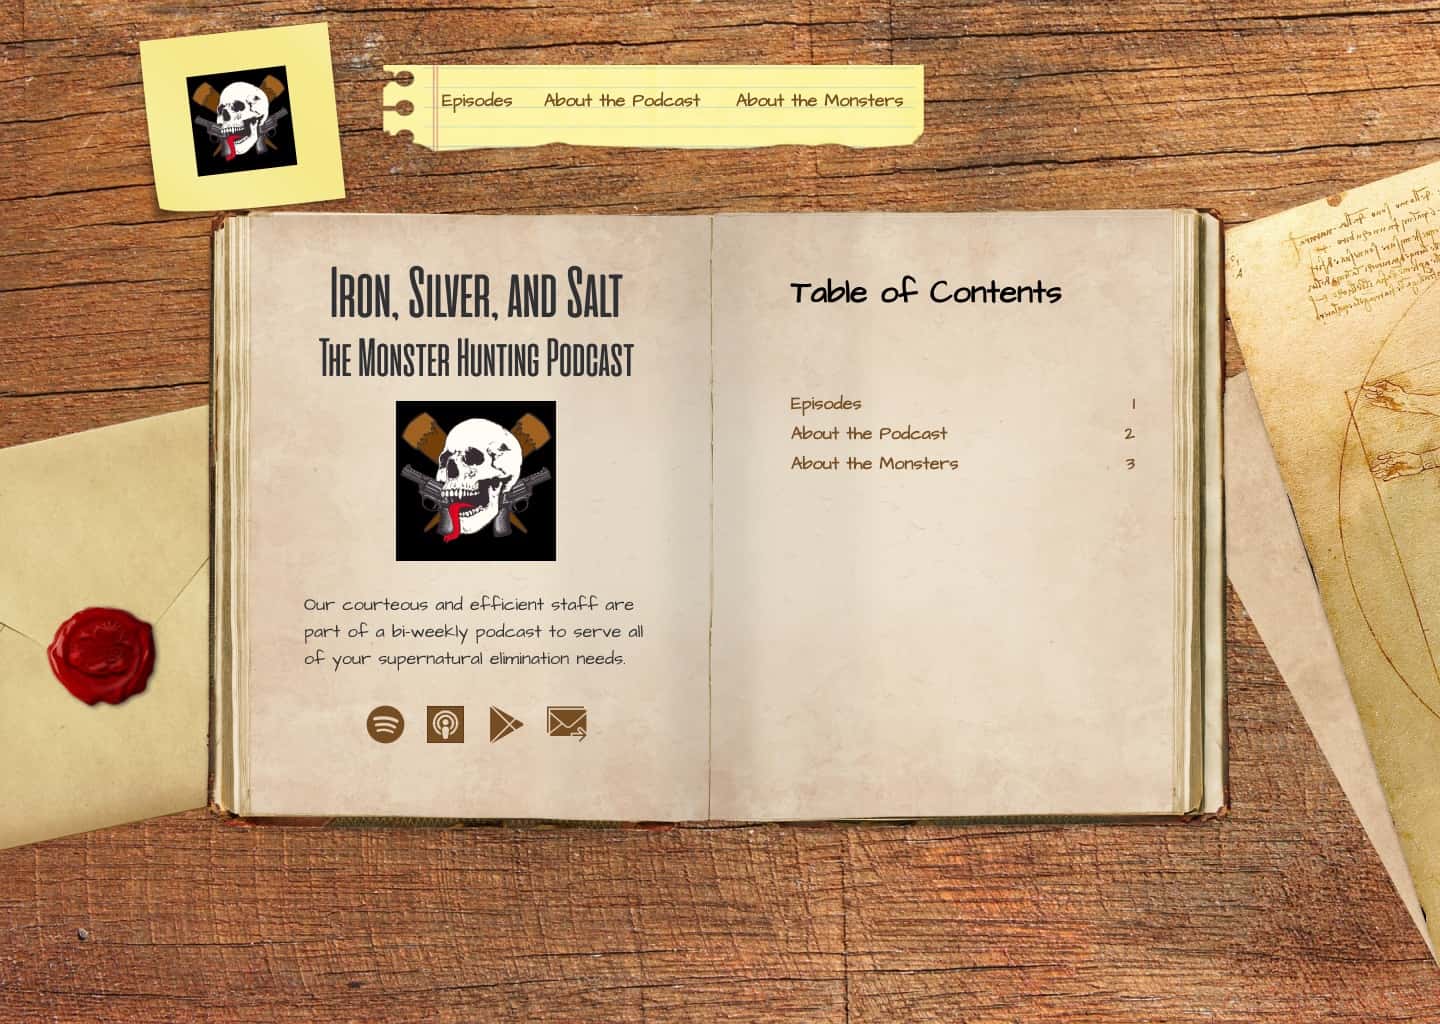 Episodes About the Podcast About the Monsters
Iron, Silver, and Salt
The Monster Hunting Podcast
Our courteous and efficient staff are
part of a bi-weekly podcast to serve all
of your supernatural elimination needs.
Table of Contents
Episodes 1
About the Podcast 2
About the Monsters 3